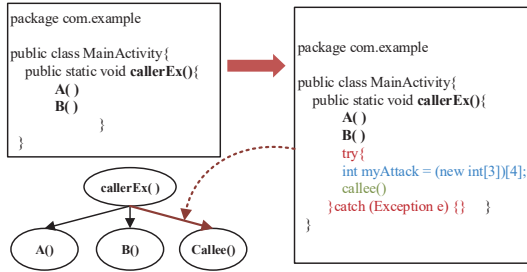 package com.example
public class MainActivity{
public static void callerEx(){
A( )
B( )
}
}
package com.example
public class MainActivity{
public static void callerEx(){
A( )
B( )
try{
int myAttack = (new int[3])[4];
callee()
}catch (Exception e) {} }
}
callerEx( )
A() B() Callee()